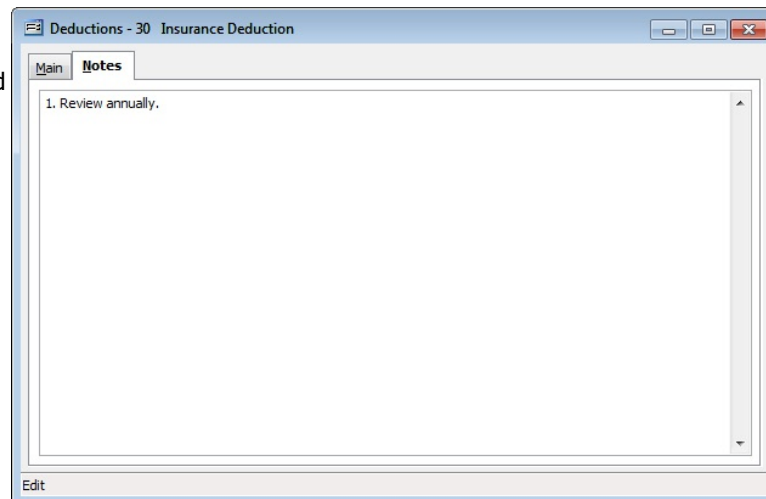 Deductions - 30 Insurance Deduction
Main Notes
d
1. Review annually.
Edit